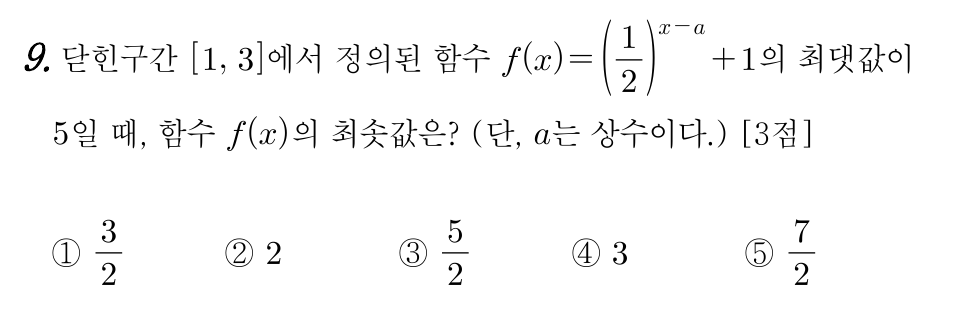 9. 닫힌구간 [1, 3]에서 정의된 함수 f(x)=(1/2)^{x-a}+1의 최댓값이
5일 때, 함수 f(x)의 최솟값은? (단, a는 상수이다.) [3점]
① 3/2 ② 2 ③ 5/2 ④ 3 ⑤ 7/2